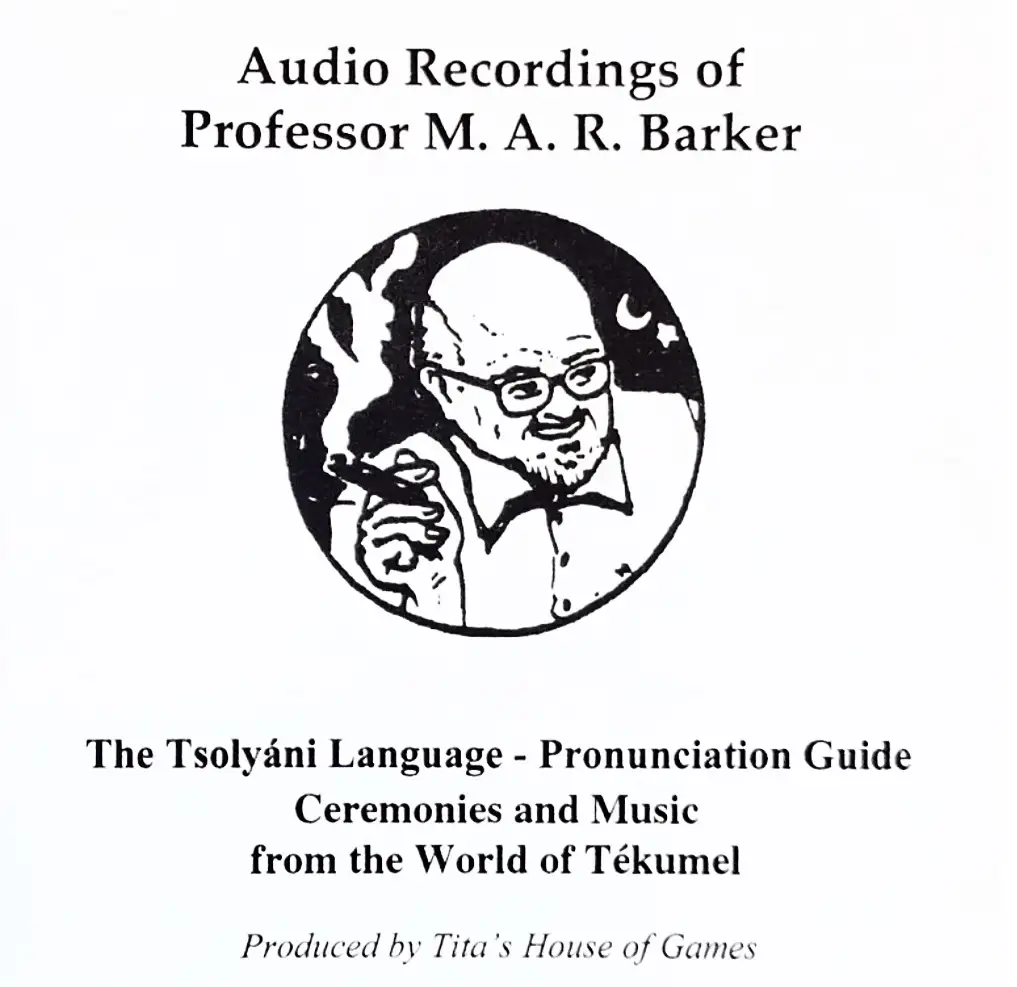 Audio Recordings of
Professor M. A. R. Barker
The Tsolyáni Language - Pronunciation Guide
Ceremonies and Music
from the World of Tékumel
Produced by Tita's House of Games